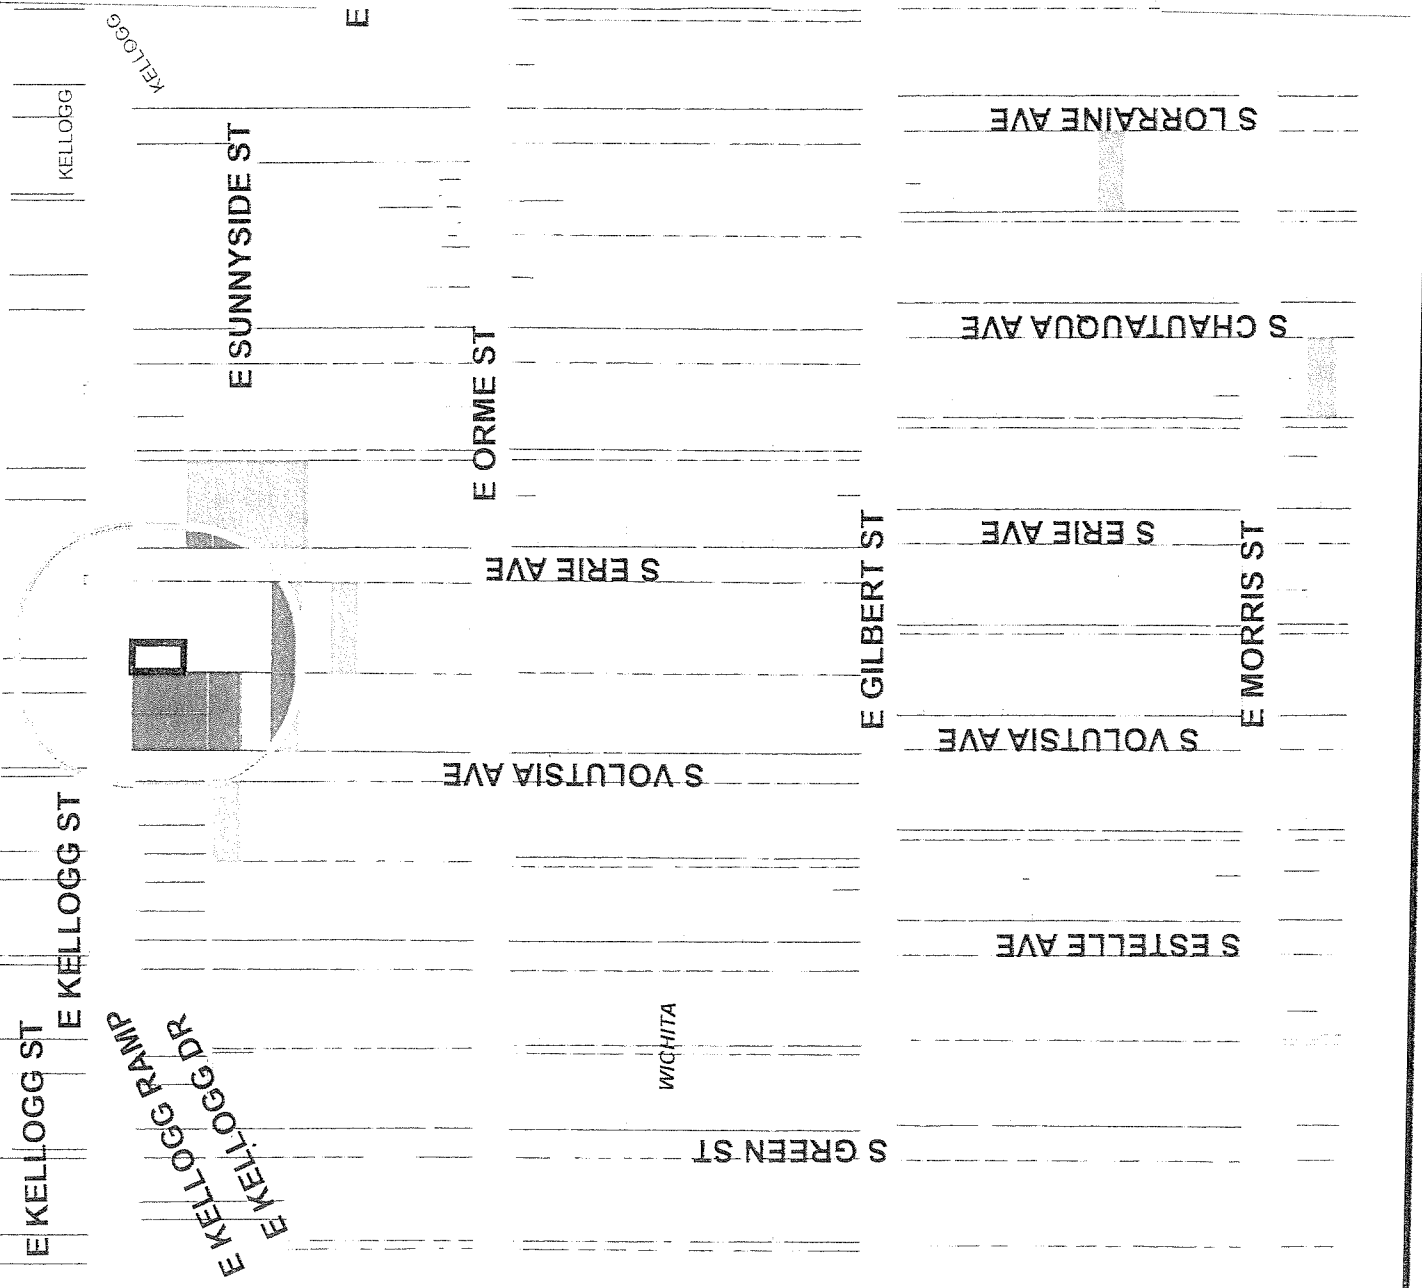 E
KELLOGG
KELLOGG
S LORRAINE AVE
E SUNNYSIDE ST
S CHAUTAUQUA AVE
E ORME ST
S ERIE AVE
S ERIE AVE
E GILBERT ST
E MORRIS ST
S VOLUTSIA AVE
S VOLUTSIA AVE
E KELLOGG ST
S ESTELLE AVE
WICHITA
E KELLOGG ST
E KELLOGG RAMP
E KELLOGG DR
S GREEN ST